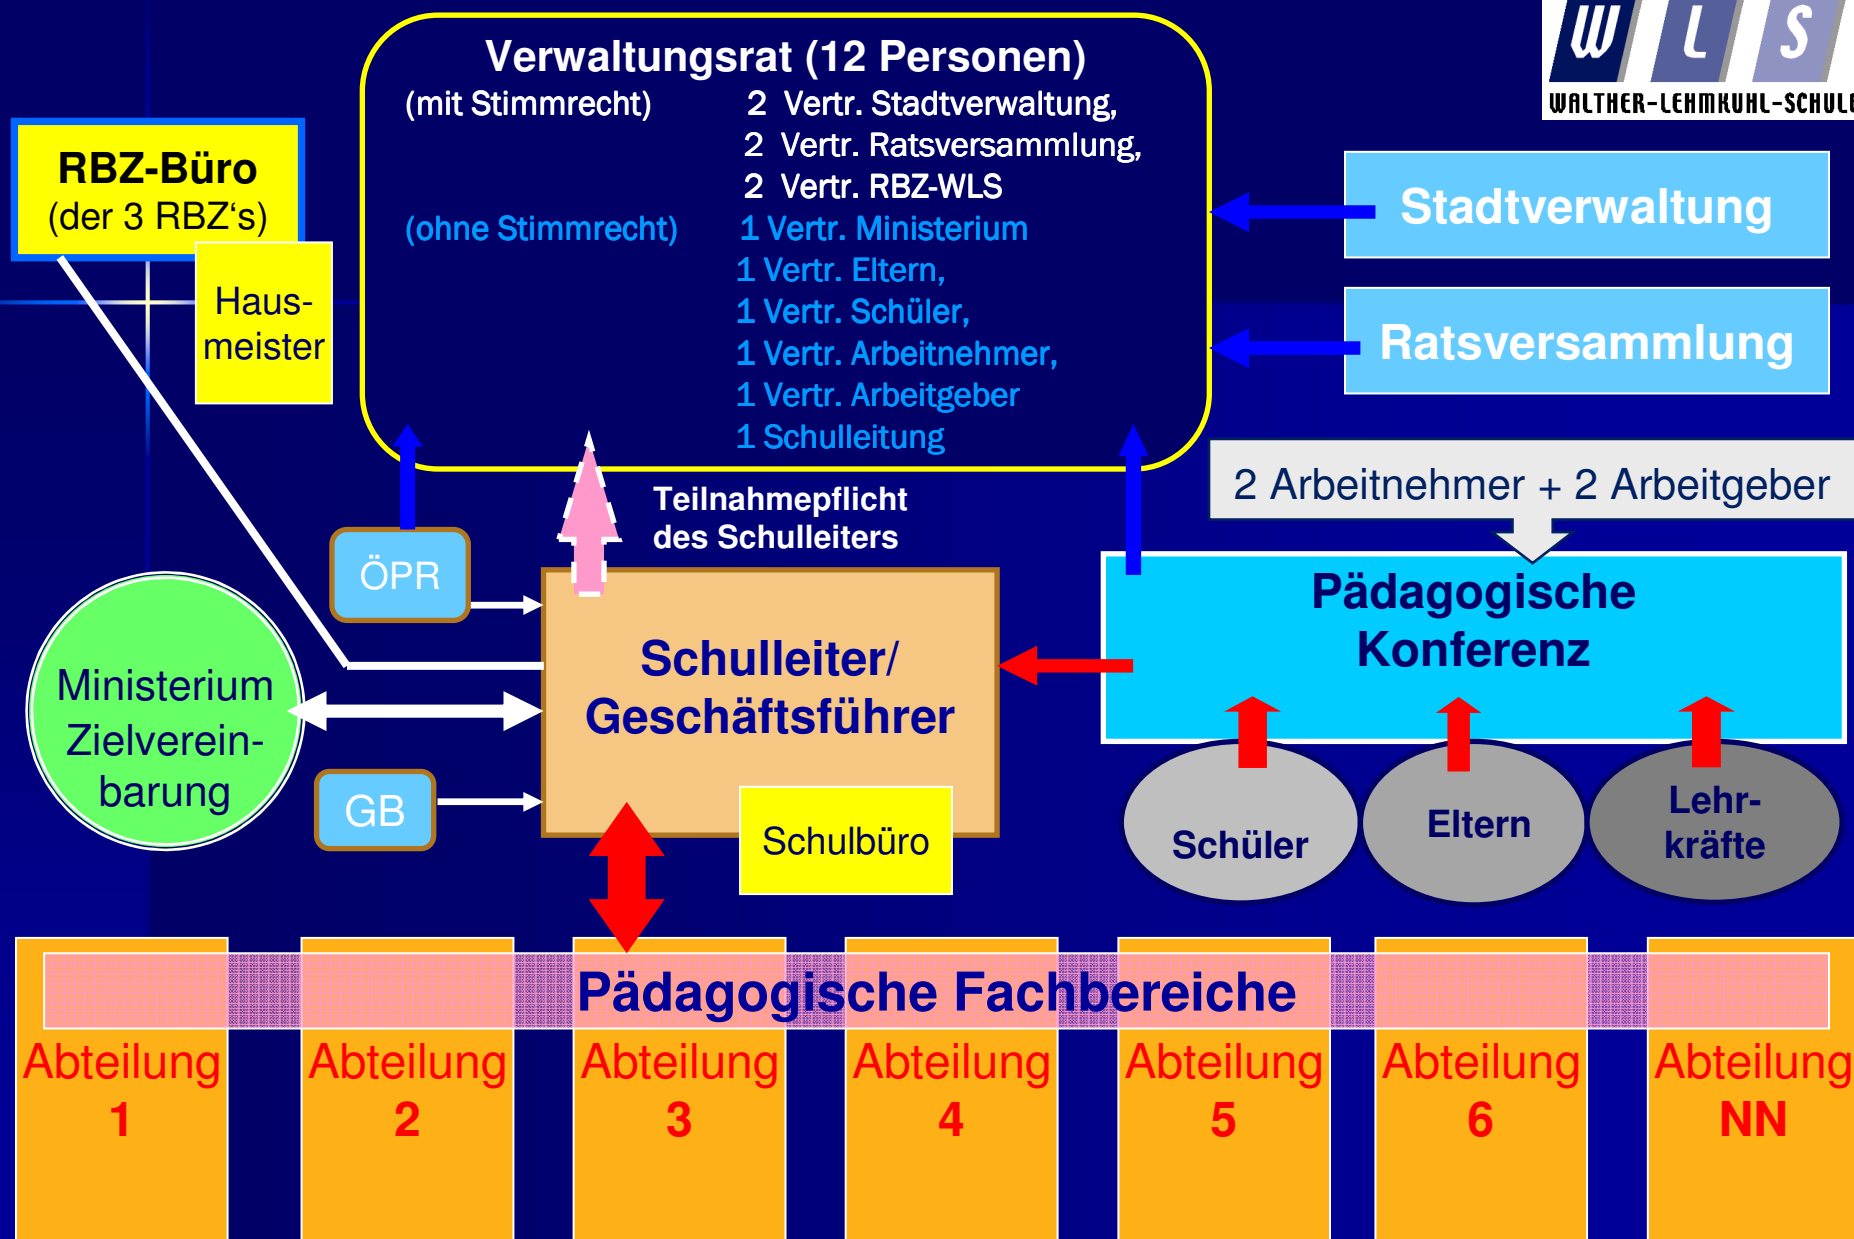 W L S
WALTHER-LEHMKUHL-SCHULE
Verwaltungsrat (12 Personen)
(mit Stimmrecht) 2 Vertr. Stadtverwaltung,
2 Vertr. Ratsversammlung,
2 Vertr. RBZ-WLS
(ohne Stimmrecht) 1 Vertr. Ministerium
1 Vertr. Eltern,
1 Vertr. Schüler,
1 Vertr. Arbeitnehmer,
1 Vertr. Arbeitgeber
1 Schulleitung
RBZ-Büro
(der 3 RBZ‘s)
Haus-
meister
Stadtverwaltung
Ratsversammlung
2 Arbeitnehmer + 2 Arbeitgeber
Teilnahmepflicht
des Schulleiters
ÖPR
Pädagogische
Konferenz
Schulleiter/
Geschäftsführer
Ministerium
Zielverein-
barung
GB
Schulbüro
Schüler
Eltern
Lehr-
kräfte
Pädagogische Fachbereiche
Abteilung
1
Abteilung
2
Abteilung
3
Abteilung
4
Abteilung
5
Abteilung
6
Abteilung
NN